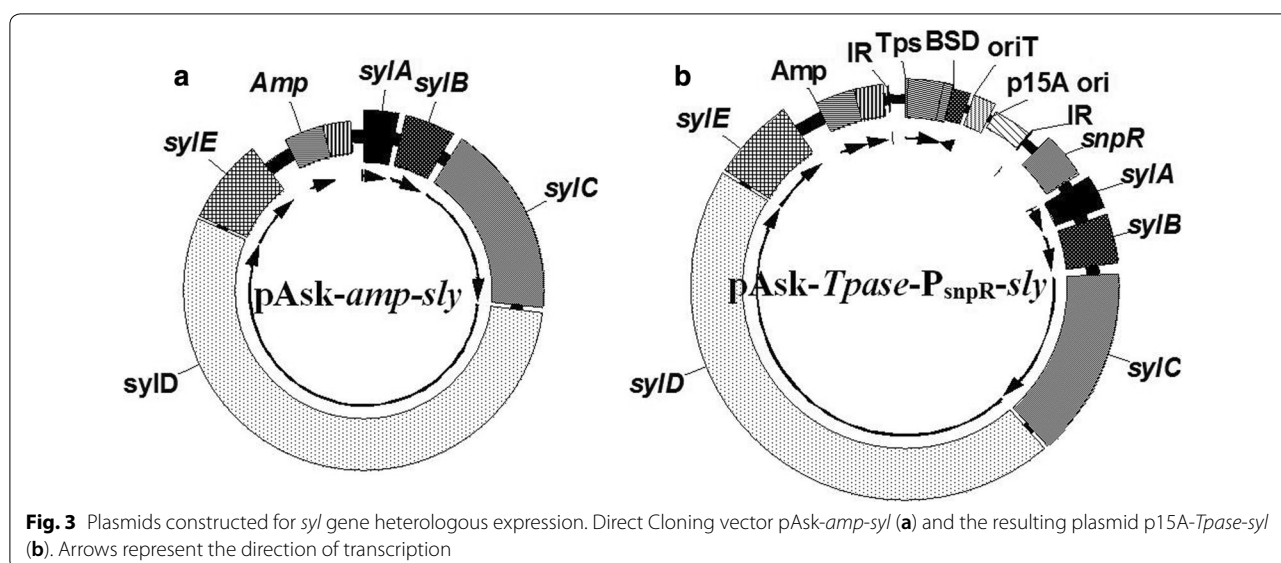 a
Amp
sylA
sylB
sylE
sylC
pAsk-amp-sly
sylD
b
Amp
IR
Tps
BSD
oriT
p15A ori
IR
snpR
sylA
sylB
sylE
pAsk-Tpase-PsnpR-sly
sylD
sylC
Fig. 3 Plasmids constructed for syl gene heterologous expression. Direct Cloning vector pAsk-amp-syl (a) and the resulting plasmid p15A-Tpase-syl
(b). Arrows represent the direction of transcription